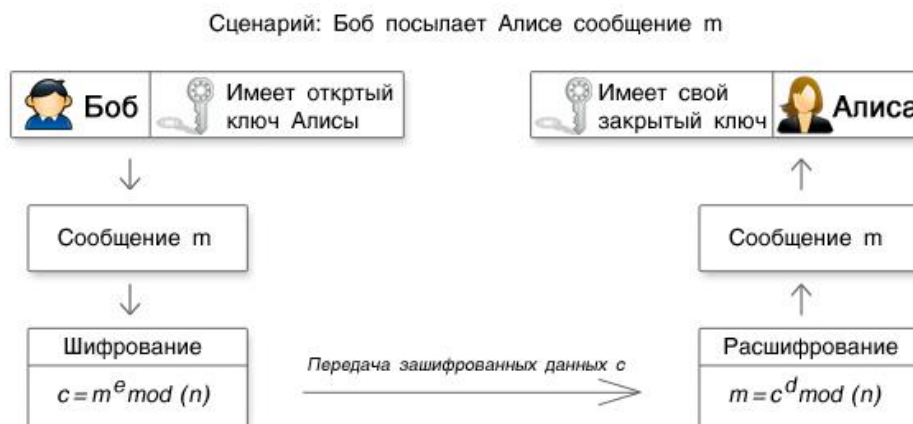 Сценарий: Боб посылает Алисе сообщение m
Боб
Имеет откртый
ключ Алисы
Имеет свой
закрытый ключ
Алиса
Сообщение m
Сообщение m
Шифрование
c = m^e mod (n)
Передача зашифрованных данных c
Расшифрование
m = c^d mod (n)